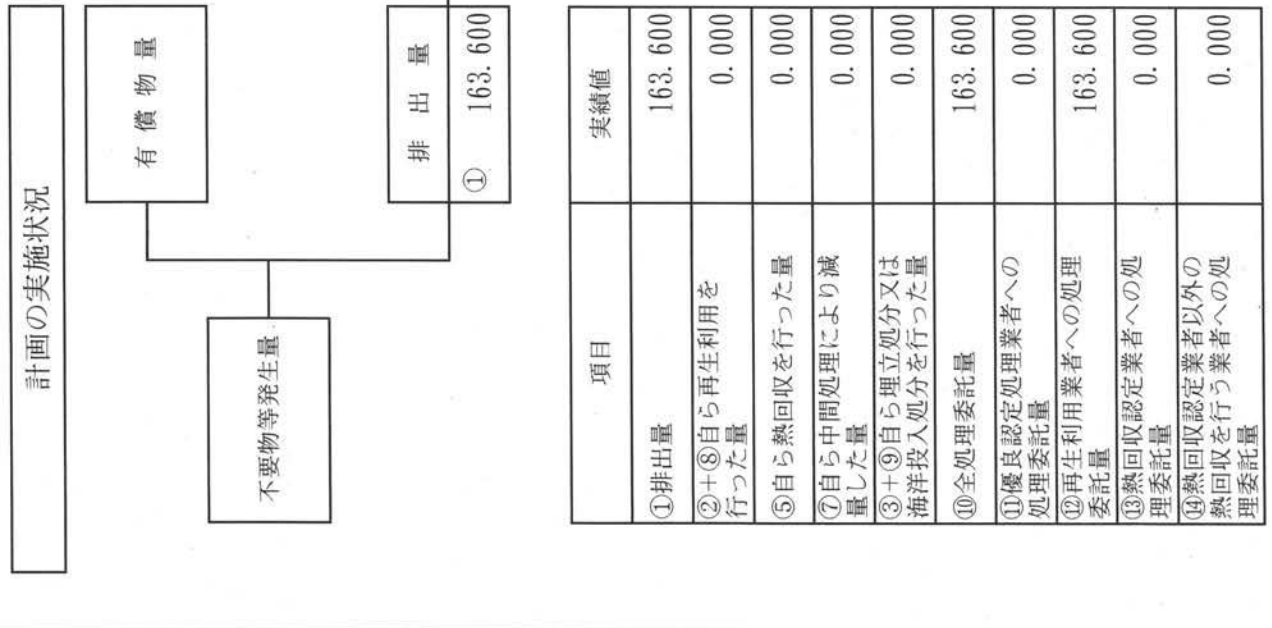 計画の実施状況
有償物量
不要物等発生量
排出量
① 163.600
項目 実績値
①排出量 163.600
②+⑧自ら再生利用を
行った量 0.000
⑤自ら熱回収を行った量 0.000
⑦自ら中間処理により減
量した量 0.000
③+⑨自ら埋立処分又は
海洋投入処分を行った量 0.000
⑩全処理委託量 163.600
⑪優良認定処理業者への
処理委託量 0.000
⑫再生利用業者への処理
委託量 163.600
⑬熱回収認定業者への処
理委託量 0.000
⑭熱回収認定業者以外の
熱回収を行う業者への処
理委託量 0.000